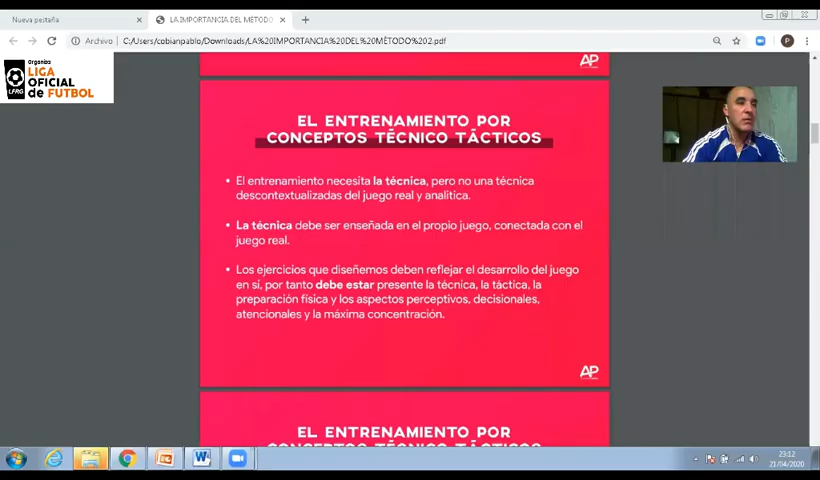 Nueva pestaña
LA IMPORTANCIA DEL MÉTODO
Archivo
C:/Users/cobianpablo/Downloads/LA%20IMPORTANCIA%20DEL%20MÉTODO%202.pdf
P
Organiza
LIGA
OFICIAL
de FUTBOL
LFRG
AP
EL ENTRENAMIENTO POR
CONCEPTOS TÉCNICO TÁCTICOS
• El entrenamiento necesita la técnica, pero no una técnica
descontextualizadas del juego real y analítica.
• La técnica debe ser enseñada en el propio juego, conectada con el
juego real.
• Los ejercicios que diseñemos deben reflejar el desarrollo del juego
en sí, por tanto debe estar presente la técnica, la táctica, la
preparación física y los aspectos perceptivos, decisionales,
atencionales y la máxima concentración.
AP
EL ENTRENAMIENTO POR
CONCEPTOS TÉCNICO TÁCTICOS
23:12
21/04/2020